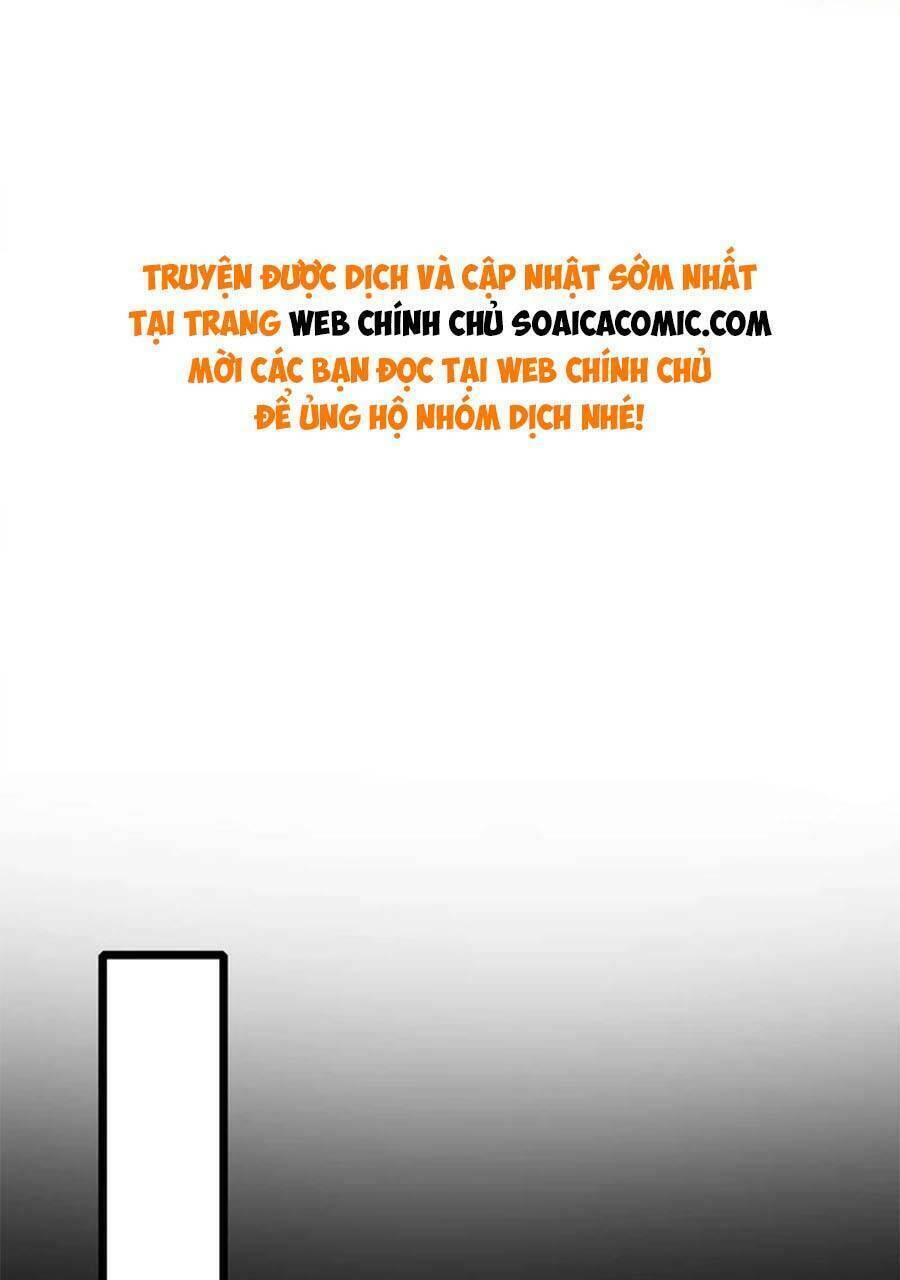 TRUYỆN ĐƯỢC DỊCH VÀ CẬP NHẬT SỚM NHẤT
TẠI TRANG WEB CHÍNH CHỦ SOAICACOMIC.COM
MỜI CÁC BẠN ĐỌC TẠI WEB CHÍNH CHỦ
ĐỂ ỦNG HỘ NHÓM DỊCH NHÉ!